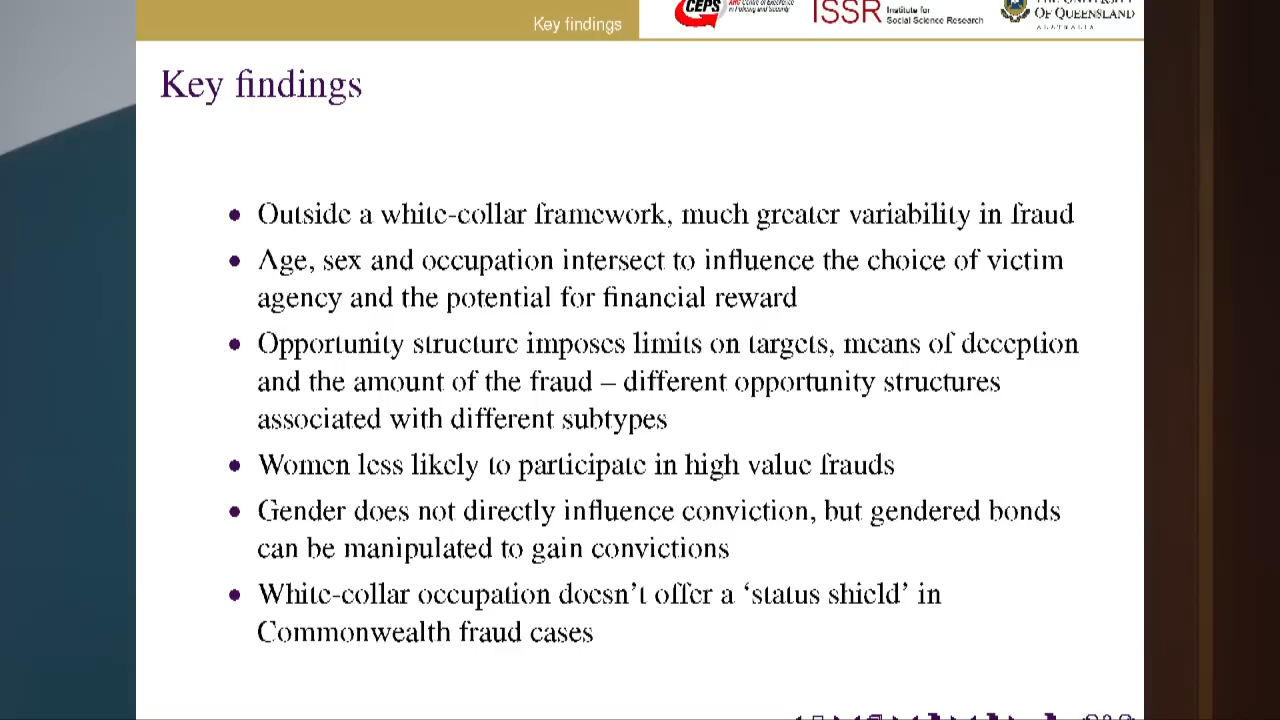 Key findings
CEPS
ISSR
Institute for
Social Science Research
OF QUEENSLAND
AUSTRALIA
Key findings
Outside a white-collar framework, much greater variability in fraud
Age, sex and occupation intersect to influence the choice of victim
agency and the potential for financial reward
Opportunity structure imposes limits on targets, means of deception
and the amount of the fraud – different opportunity structures
associated with different subtypes
Women less likely to participate in high value frauds
Gender does not directly influence conviction, but gendered bonds
can be manipulated to gain convictions
White-collar occupation doesn't offer a ‘status shield’ in
Commonwealth fraud cases